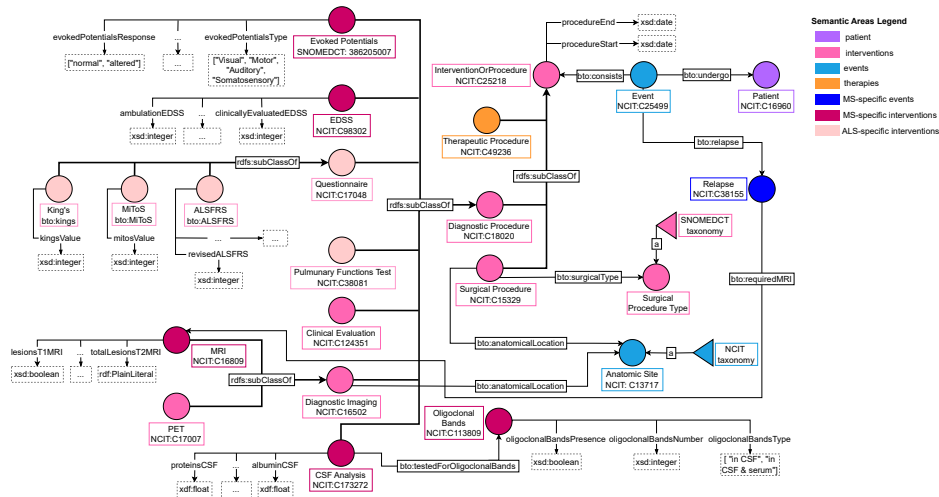 evokedPotentialsResponse
...
evokedPotentialsType
["normal", "altered"]
...
["Visual", "Motor",
"Auditory",
"Somatosensory"]
Evoked Potentials
SNOMEDCT: 386205007
ambulationEDSS
...
clinicallyEvaluatedEDSS
xsd:integer
...
xsd:integer
EDSS
NCIT:C98302
rdfs:subClassOf
Questionnaire
NCIT:C17048
King's
bto:kings
MiToS
bto:MiToS
ALSFRS
bto:ALSFRS
kingsValue
mitosValue
...
...
revisedALSFRS
xsd:integer
xsd:integer
xsd:integer
Pulmonary Functions Test
NCIT:C38081
Clinical Evaluation
NCIT:C124351
lesionsT1MRI
...
totalLesionsT2MRI
xsd:boolean
...
rdf:PlainLiteral
MRI
NCIT:C16809
rdfs:subClassOf
PET
NCIT:C17007
Diagnostic Imaging
NCIT:C16502
proteinsCSF
...
albuminCSF
xdf:float
...
xdf:float
CSF Analysis
NCIT:C173272
bto:testedForOligoclonalBands
Oligoclonal
Bands
NCIT:C113809
oligoclonalBandsPresence
oligoclonalBandsNumber
oligoclonalBandsType
xsd:boolean
xsd:integer
[ "in CSF", "in
CSF & serum"]
procedureEnd
xsd:date
procedureStart
xsd:date
InterventionOrProcedure
NCIT:C25218
bto:consists
Event
NCIT:C25499
bto:undergo
Patient
NCIT:C16960
Therapeutic Procedure
NCIT:C49236
bto:relapse
rdfs:subClassOf
rdfs:subClassOf
Diagnostic Procedure
NCIT:C18020
Relapse
NCIT:C38155
SNOMEDCT
taxonomy
a
Surgical Procedure
NCIT:C15329
bto:surgicalType
Surgical
Procedure Type
bto:requiredMRI
bto:anatomicalLocation
Anatomic Site
NCIT: C13717
a
NCIT
taxonomy
bto:anatomicalLocation
Semantic Areas Legend
patient
interventions
events
therapies
MS-specific events
MS-specific interventions
ALS-specific interventions